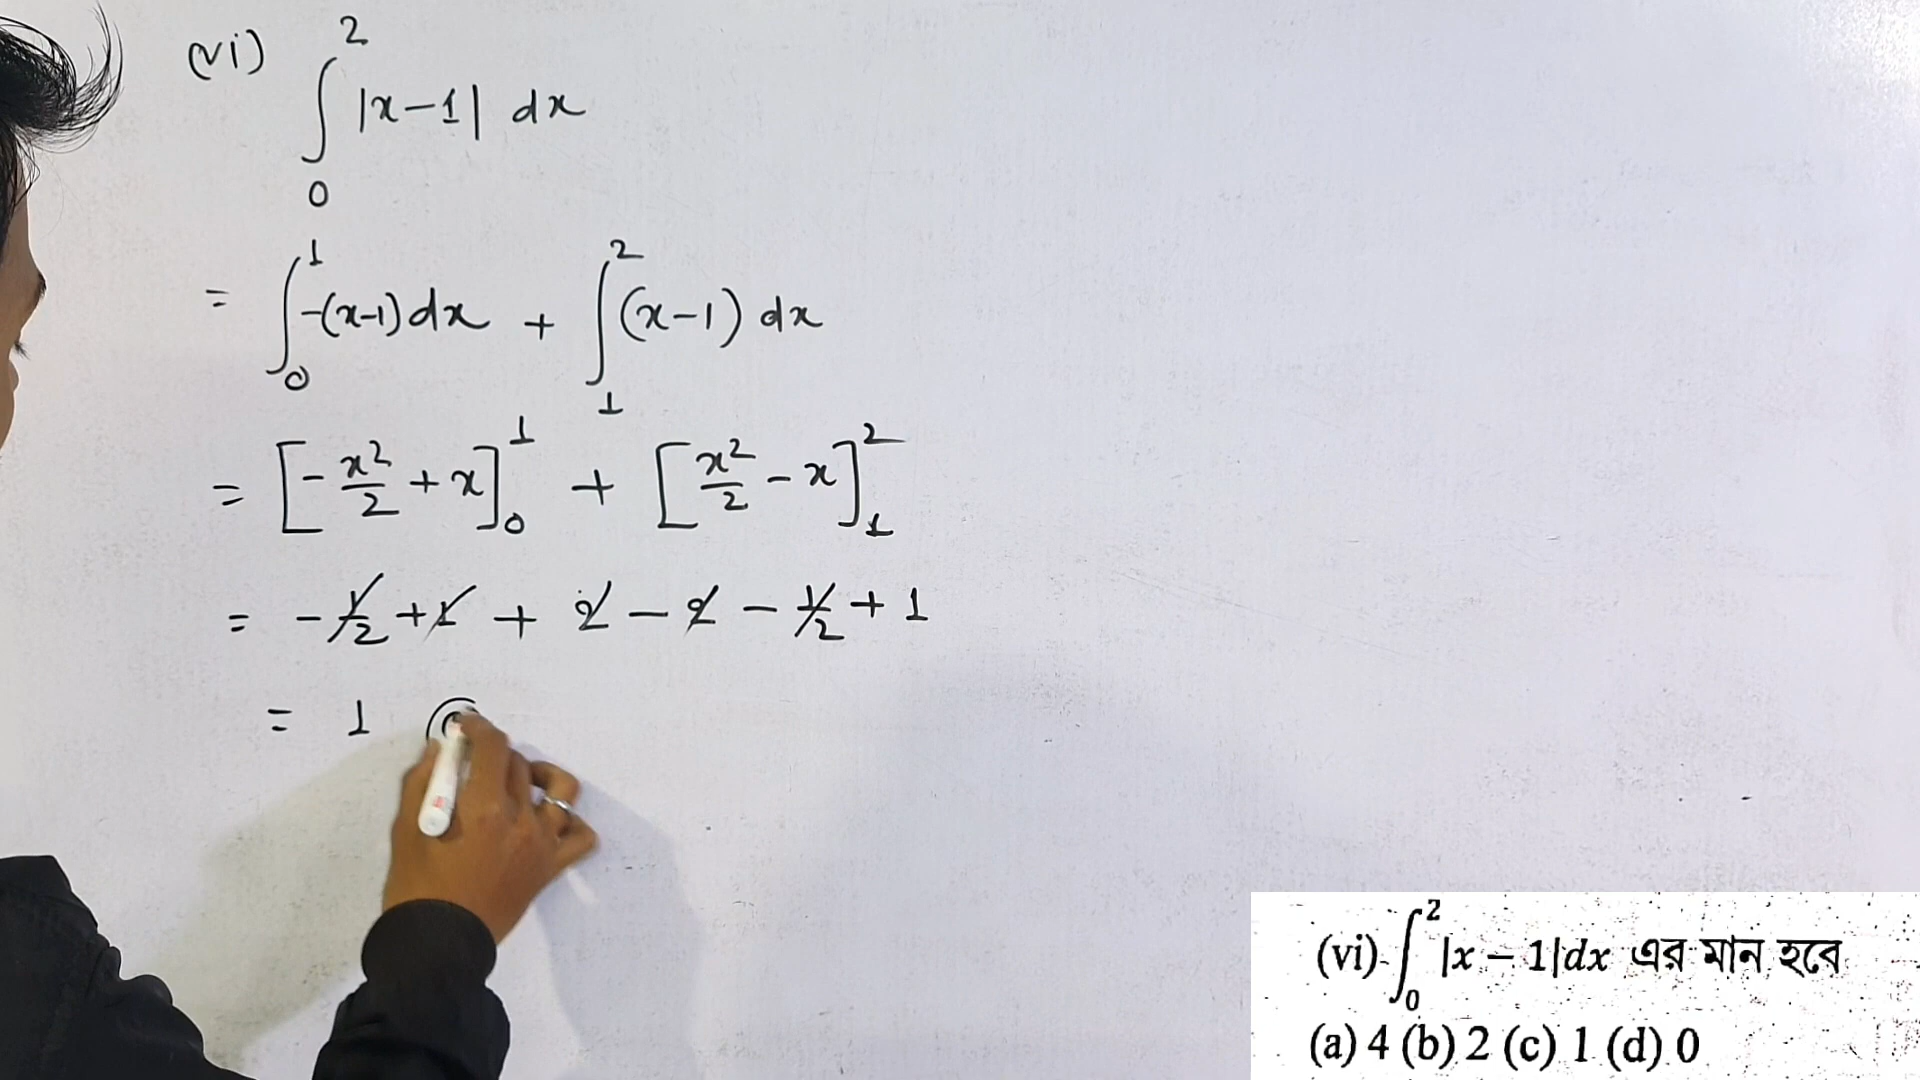 (vi) ∫₀² |x-1| dx
= ∫₀¹ -(x-1) dx + ∫₁² (x-1) dx
= [-x²/2 + x]₀¹ + [x²/2 - x]₁²
= - 1/2 + 1 + 2 - 2 - 1/2 + 1
= 1
(vi) ∫₀² |x − 1|dx এর মান হবে
(a) 4 (b) 2 (c) 1 (d) 0